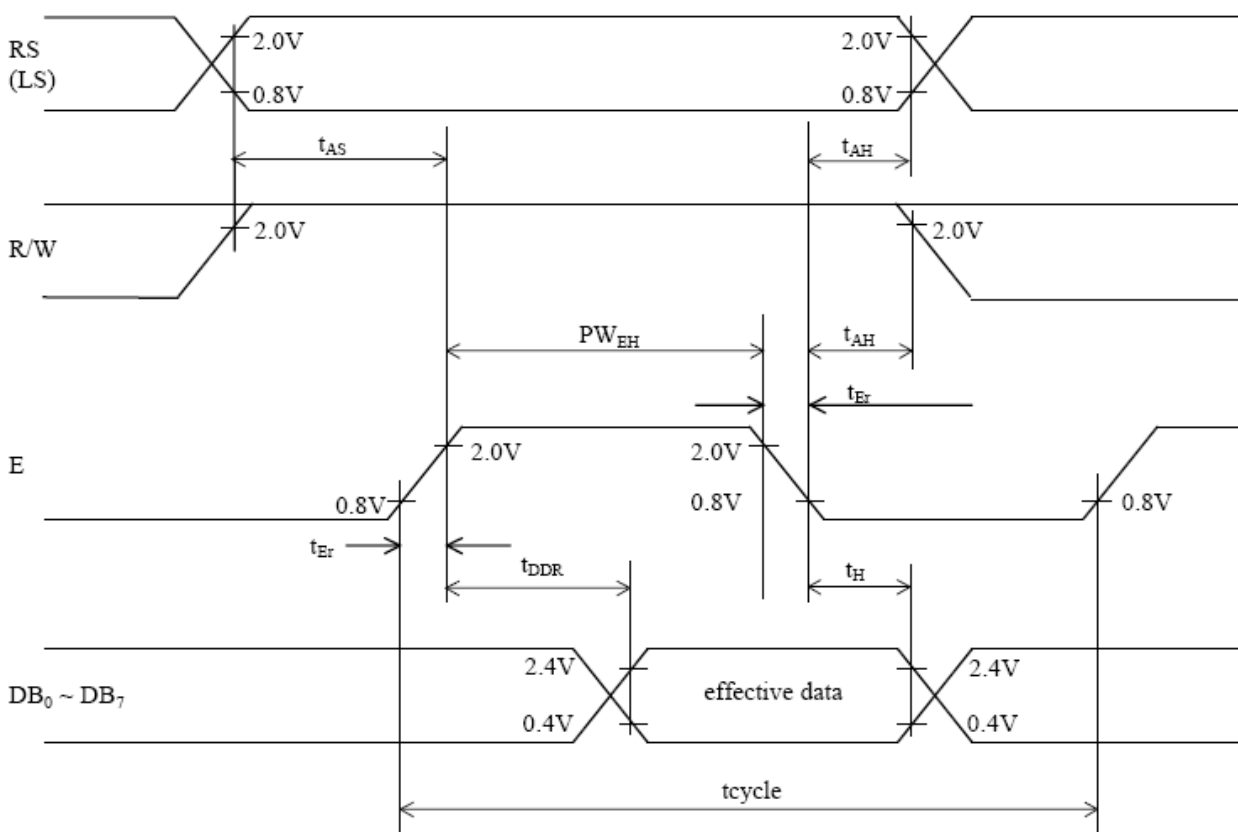 RS
(LS)
2.0V
2.0V
0.8V
0.8V
tAS
tAH
R/W
2.0V
2.0V
PWEH
tAH
tEr
E
2.0V
2.0V
0.8V
0.8V
0.8V
tEr
tDDR
tH
DB0 ~ DB7
2.4V
effective data
2.4V
0.4V
0.4V
tcycle